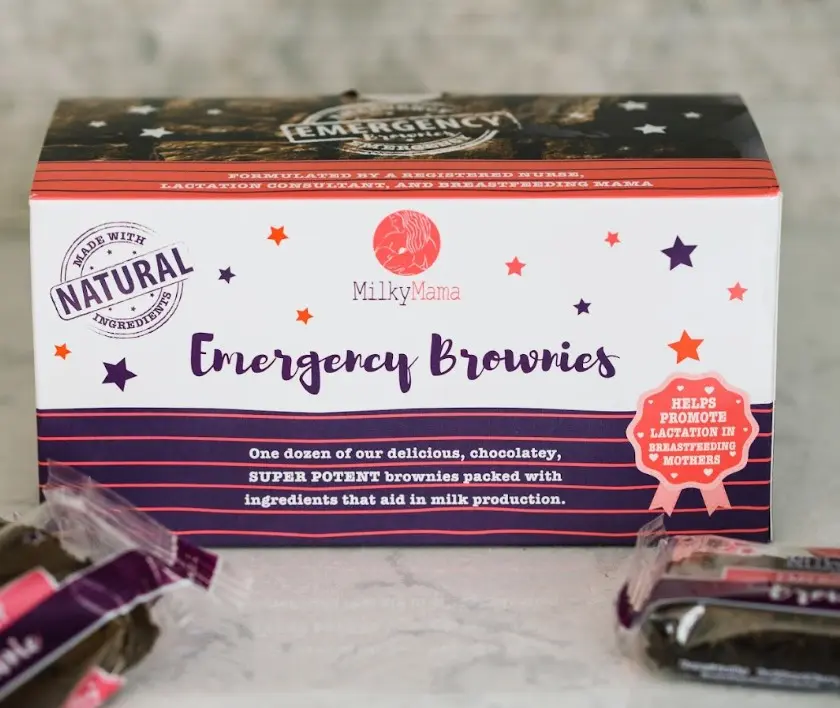 EMERGENCY
Brownies
EMERGENCY
FORMULATED BY A REGISTERED NURSE,
LACTATION CONSULTANT, AND BREASTFEEDING MAMA
MADE WITH
NATURAL
INGREDIENTS
MilkyMama
Emergency Brownies
One dozen of our delicious, chocolatey,
SUPER POTENT brownies packed with
ingredients that aid in milk production.
HELPS
PROMOTE
LACTATION IN
BREASTFEEDING
MOTHERS